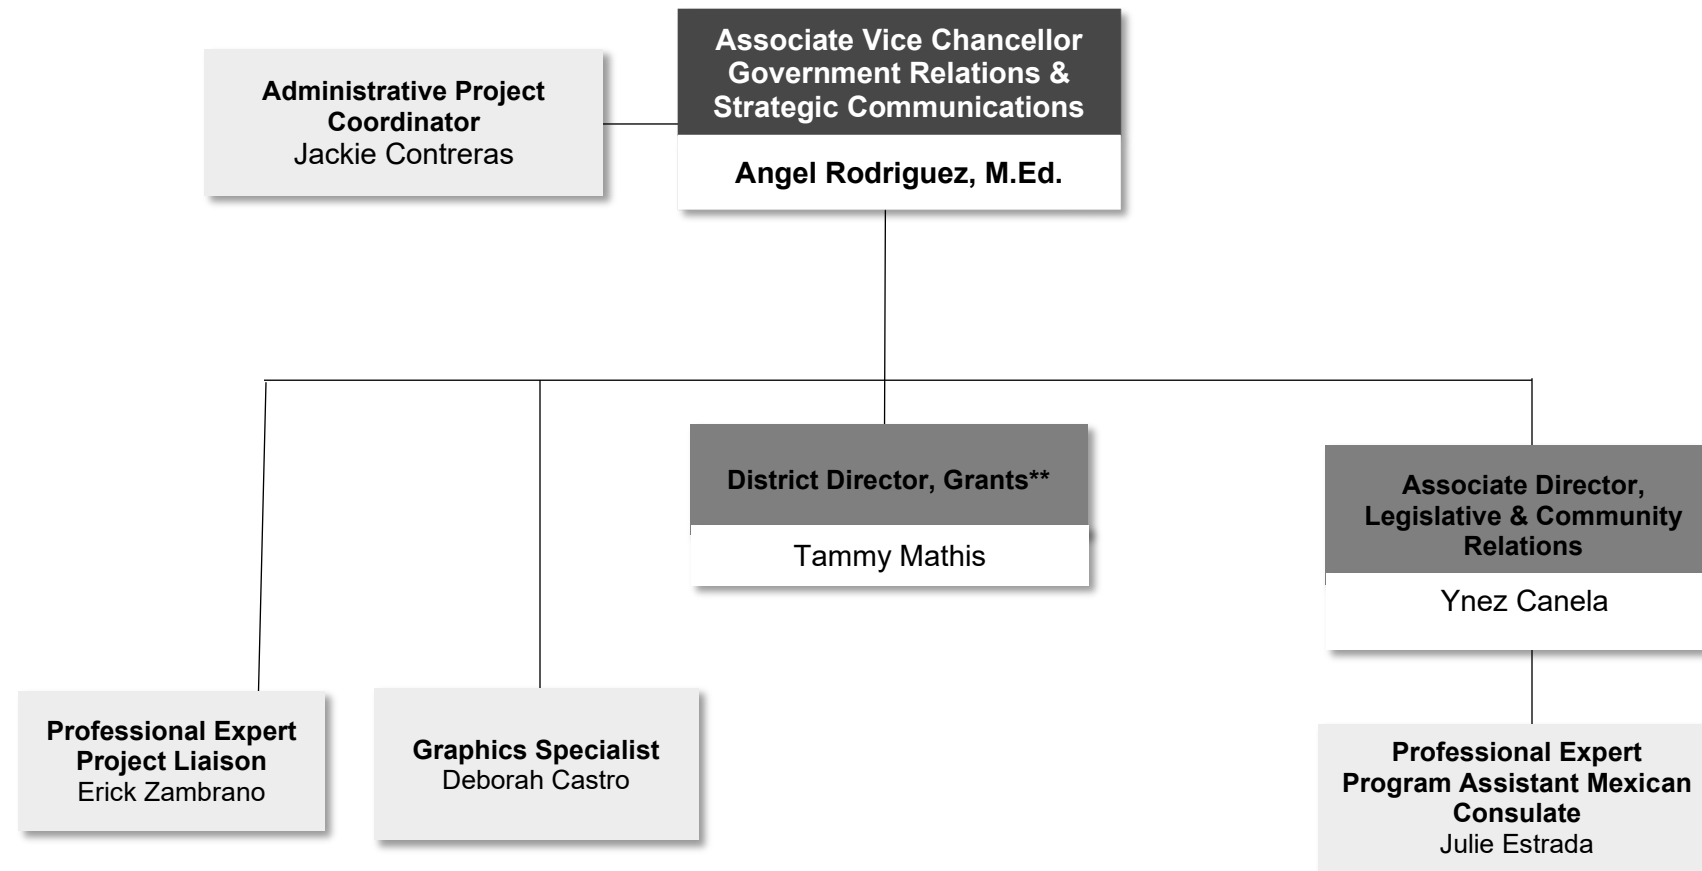 Associate Vice Chancellor
Government Relations &
Strategic Communications
Angel Rodriguez, M.Ed.
Administrative Project
Coordinator
Jackie Contreras
District Director, Grants**
Tammy Mathis
Associate Director,
Legislative & Community
Relations
Ynez Canela
Professional Expert
Project Liaison
Erick Zambrano
Graphics Specialist
Deborah Castro
Professional Expert
Program Assistant Mexican
Consulate
Julie Estrada